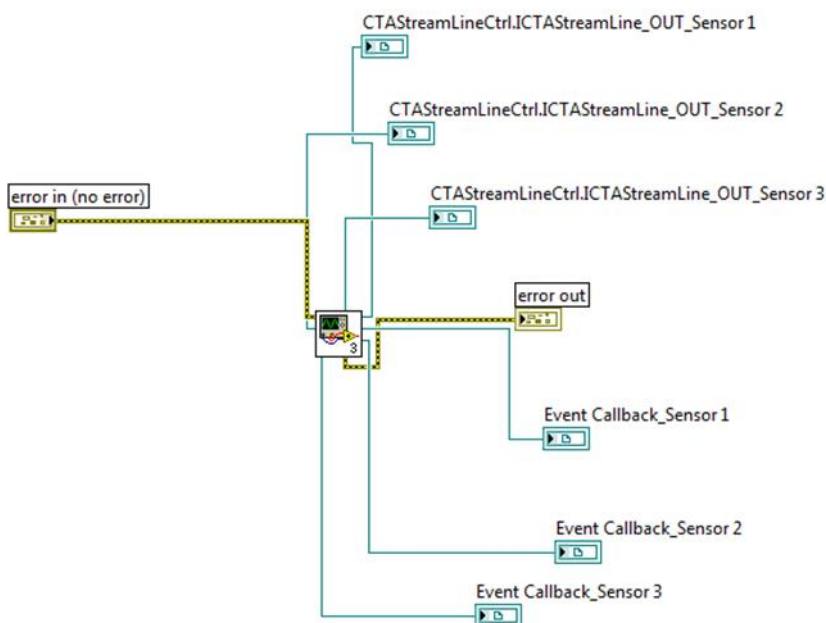 CTAStreamLineCtrl.ICTAStreamLine_OUT_Sensor 1
CTAStreamLineCtrl.ICTAStreamLine_OUT_Sensor 2
CTAStreamLineCtrl.ICTAStreamLine_OUT_Sensor 3
error in (no error)
error out
3
Event Callback_Sensor 1
Event Callback_Sensor 2
Event Callback_Sensor 3